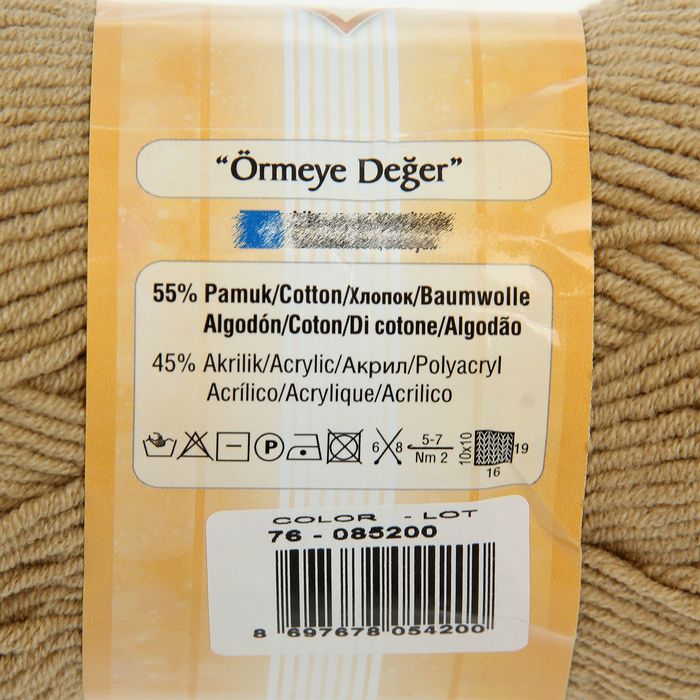 “Örmeye Değer”
55% Pamuk/Cotton/Хлопок/Baumwolle
Algodón/Coton/Di cotone/Algodão
45% Akrilik/Acrylic/Акрил/Polyacryl
Acrílico/Acrylique/Acrilico
P 6 8 5-7 Nm 2 10x10 19 16
COLOR - LOT
76 - 085200
8 697678 054200